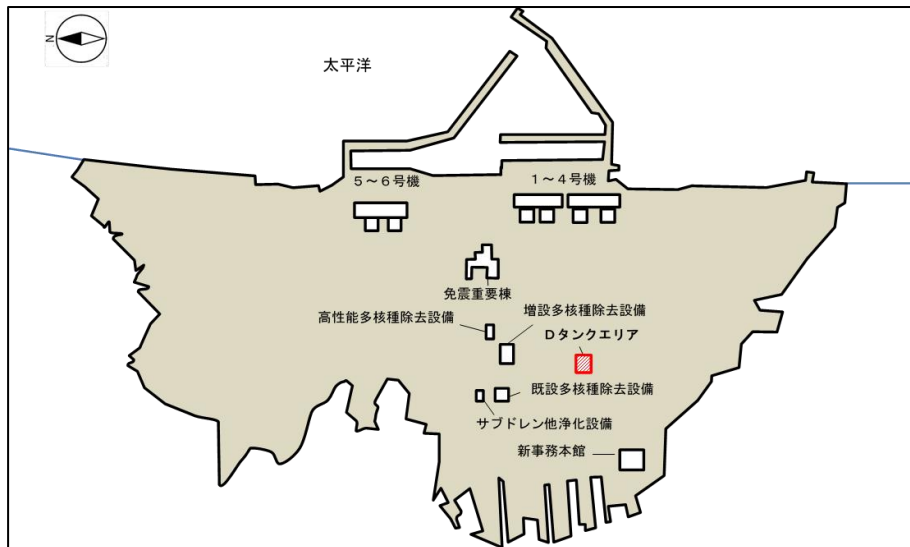 N
太平洋
５～６号機
１～４号機
免震重要棟
高性能多核種除去設備
増設多核種除去設備
Ｄタンクエリア
既設多核種除去設備
サブドレン他浄化設備
新事務本館